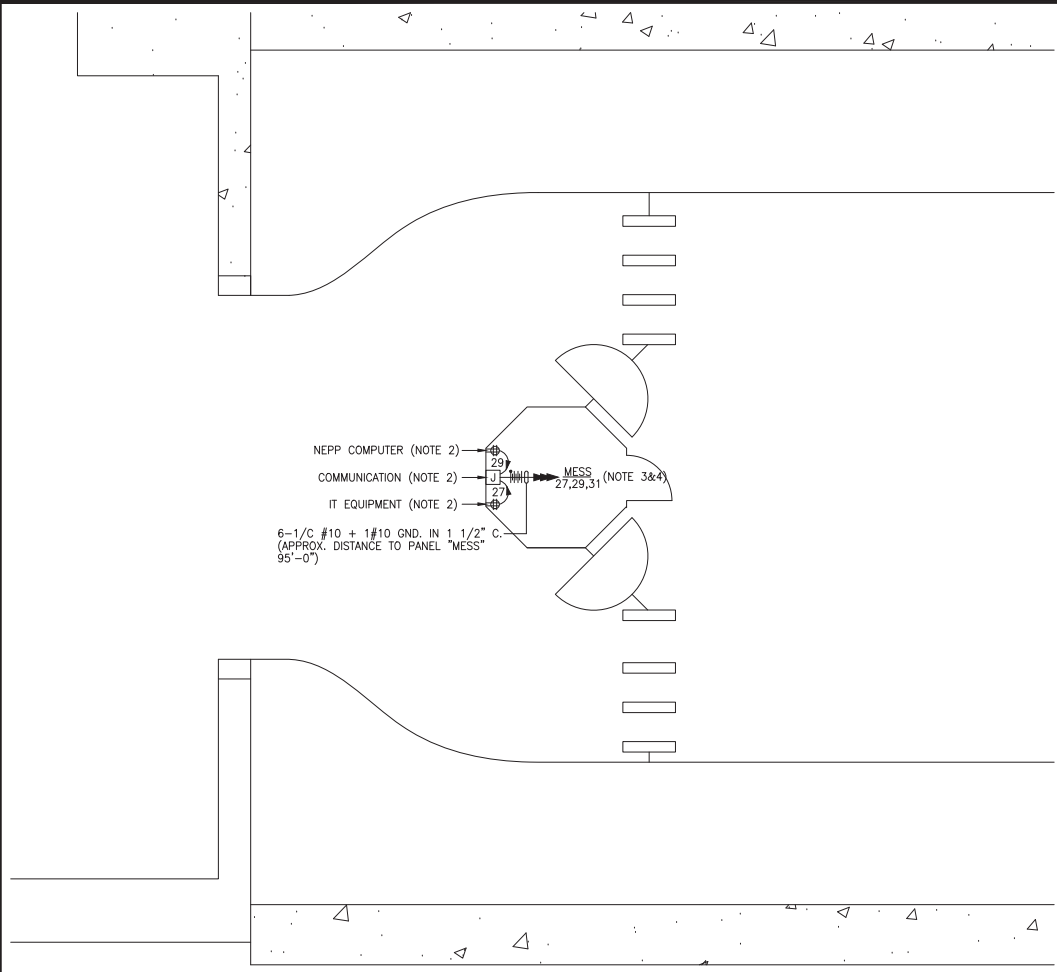 NEPP COMPUTER (NOTE 2)
29
COMMUNICATION (NOTE 2)
J
MESS
27,29,31
(NOTE 3&4)
27
IT EQUIPMENT (NOTE 2)
6-1/C #10 + 1#10 GND. IN 1 1/2" C.
(APPROX. DISTANCE TO PANEL "MESS"
95'-0")